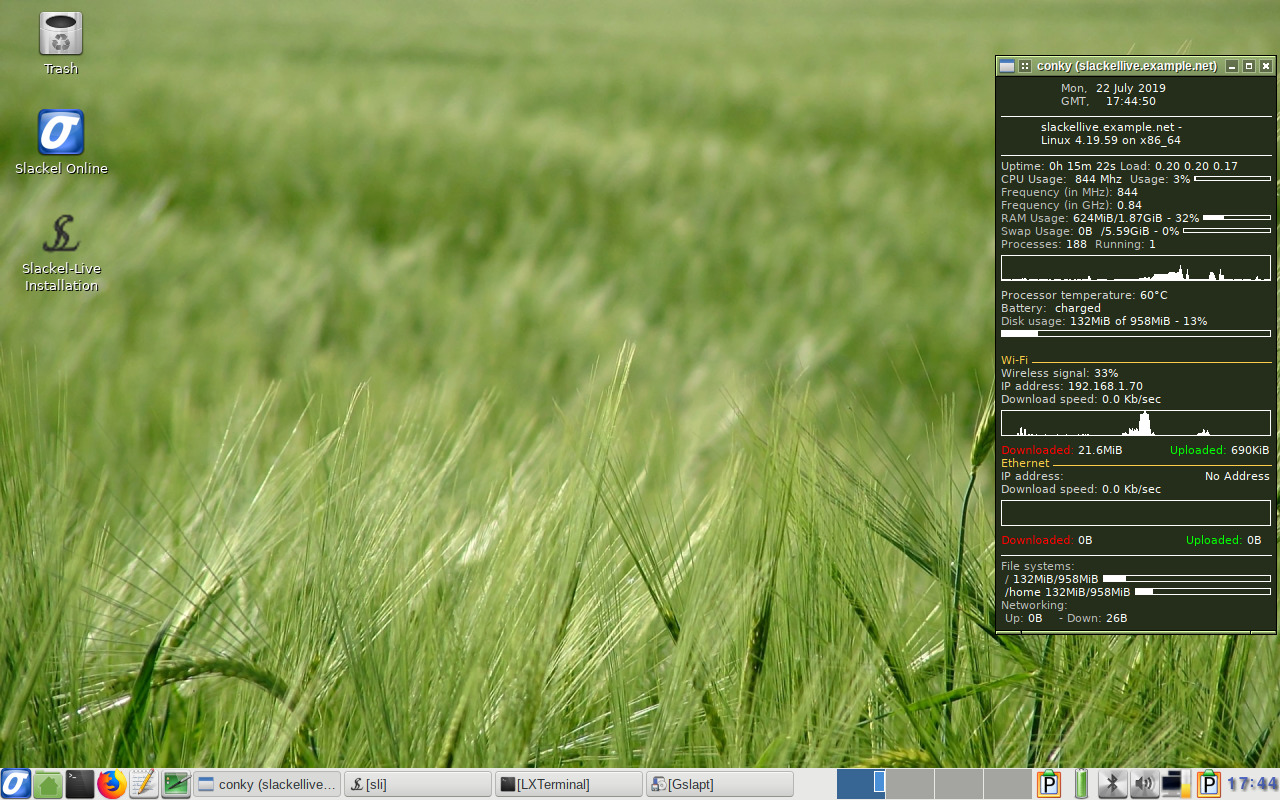 Trash
Slackel Online
Slackel-Live
Installation
conky (slackellive.example.net)
Mon, 22 July 2019
GMT, 17:44:50
slackellive.example.net -
Linux 4.19.59 on x86_64
Uptime: 0h 15m 22s Load: 0.20 0.20 0.17
CPU Usage: 844 Mhz Usage: 3%
Frequency (in MHz): 844
Frequency (in GHz): 0.84
RAM Usage: 624MiB/1.87GiB - 32%
Swap Usage: 0B /5.59GiB - 0%
Processes: 188 Running: 1
Processor temperature: 60°C
Battery: charged
Disk usage: 132MiB of 958MiB - 13%
Wi-Fi
Wireless signal: 33%
IP address: 192.168.1.70
Download speed: 0.0 Kb/sec
Downloaded: 21.6MiB Uploaded: 690KiB
Ethernet
IP address: No Address
Download speed: 0.0 Kb/sec
Downloaded: 0B Uploaded: 0B
File systems:
/ 132MiB/958MiB
/home 132MiB/958MiB
Networking:
Up: 0B - Down: 26B
conky (slackellive... [sli] [LXTerminal] [Gslapt] 17:44